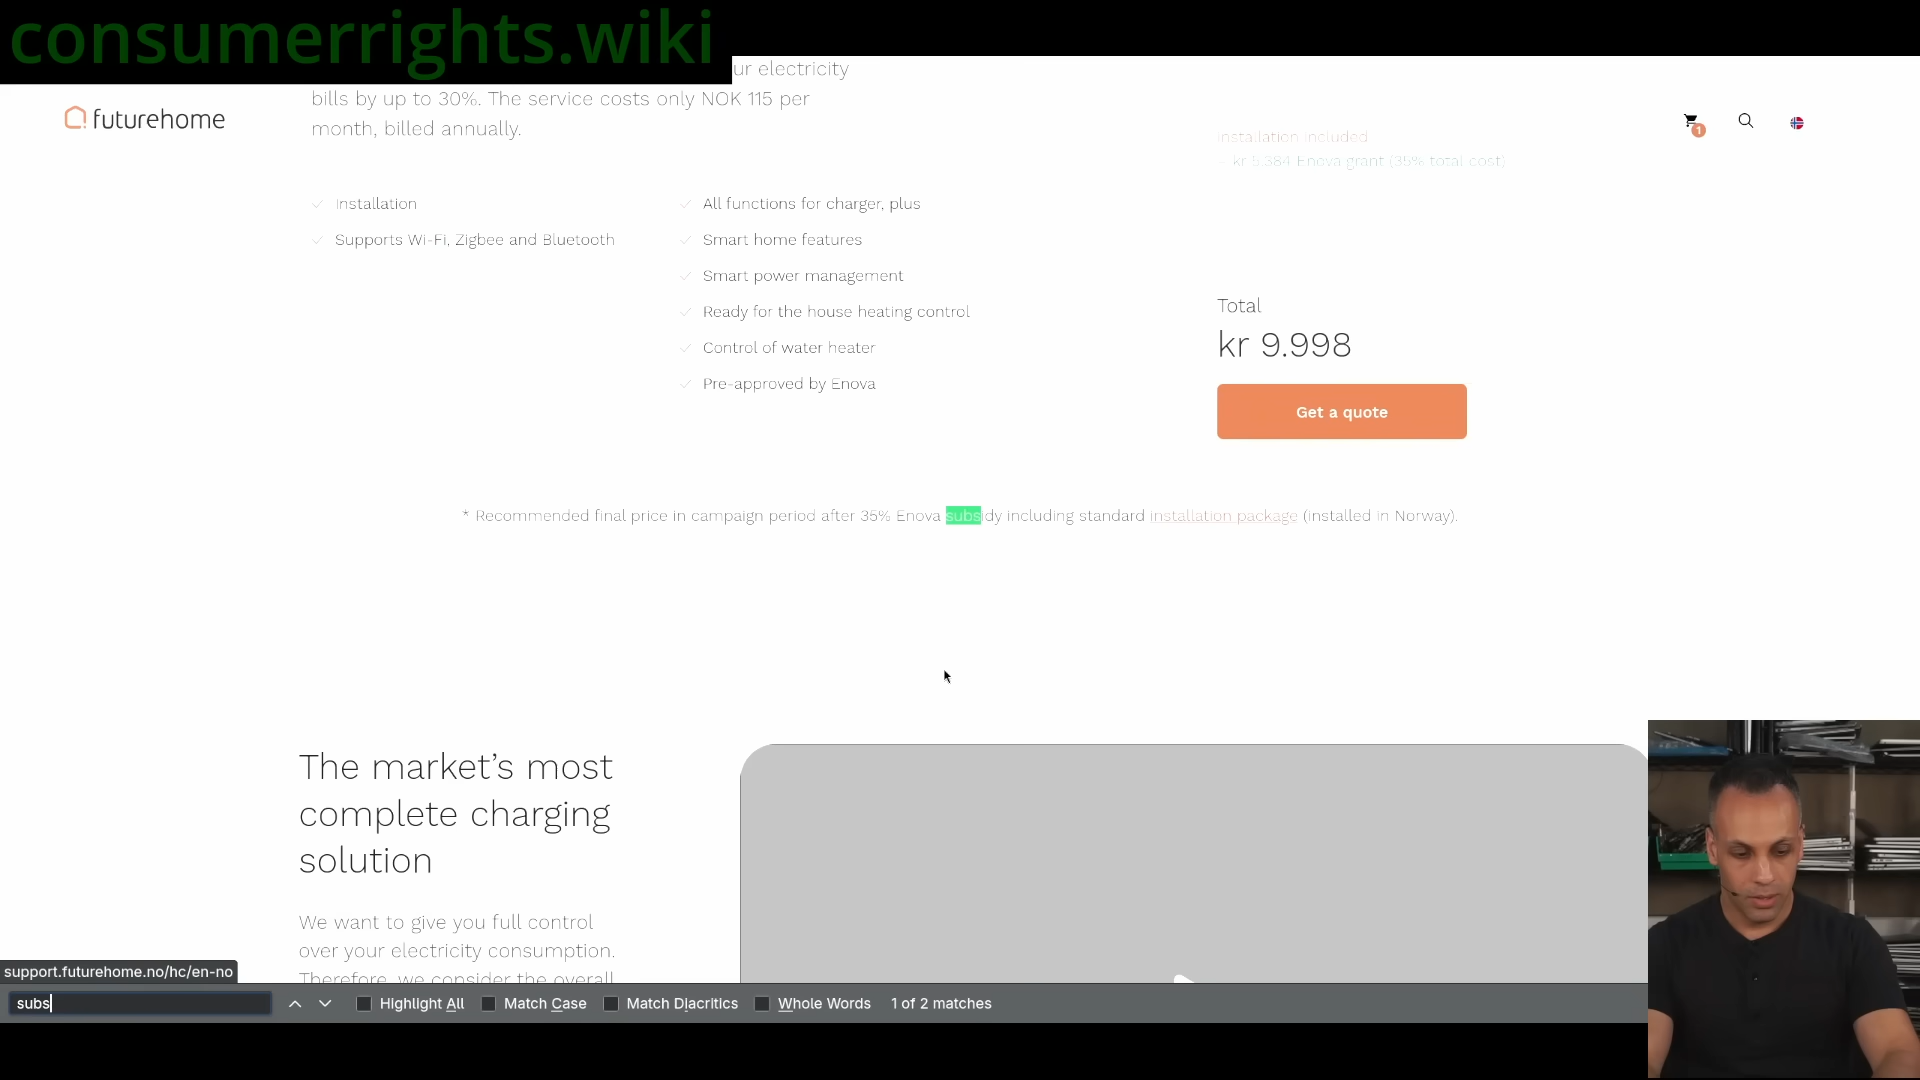 consumerrights.wiki
ur electricity
bills by up to 30%. The service costs only NOK 115 per
month, billed annually.
futurehome
1
Installation included
- kr 5.384 Enova grant (35% total cost)
Installation
Supports Wi-Fi, Zigbee and Bluetooth
All functions for charger, plus
Smart home features
Smart power management
Ready for the house heating control
Control of water heater
Pre-approved by Enova
Total
kr 9.998
Get a quote
* Recommended final price in campaign period after 35% Enova subsidy including standard installation package (installed in Norway).
The market’s most
complete charging
solution
We want to give you full control
over your electricity consumption.
Therefore, we consider the overall
support.futurehome.no/hc/en-no
subs
Highlight All
Match Case
Match Diacritics
Whole Words
1 of 2 matches